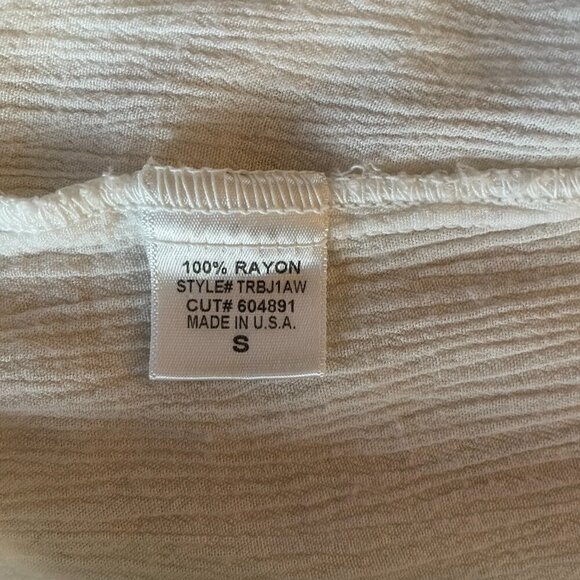 100% RAYON
STYLE# TRBJ1AW
CUT# 604891
MADE IN U.S.A.
S